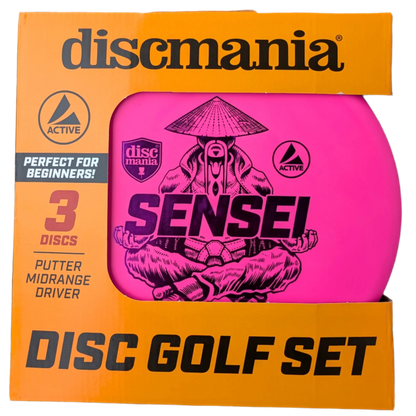 discmania®
ACTIVE
PERFECT FOR
BEGINNERS!
3
DISCS
PUTTER
MIDRANGE
DRIVER
disc
mania
ACTIVE
SENSEI
DISC GOLF SET